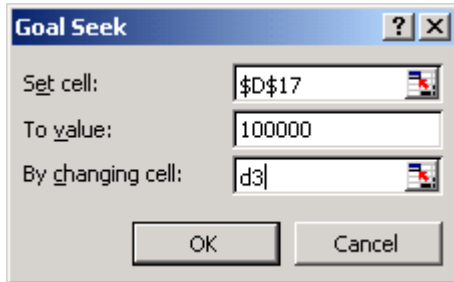 Goal Seek ? X
Set cell: $D$17
To value: 100000
By changing cell: d3
OK Cancel